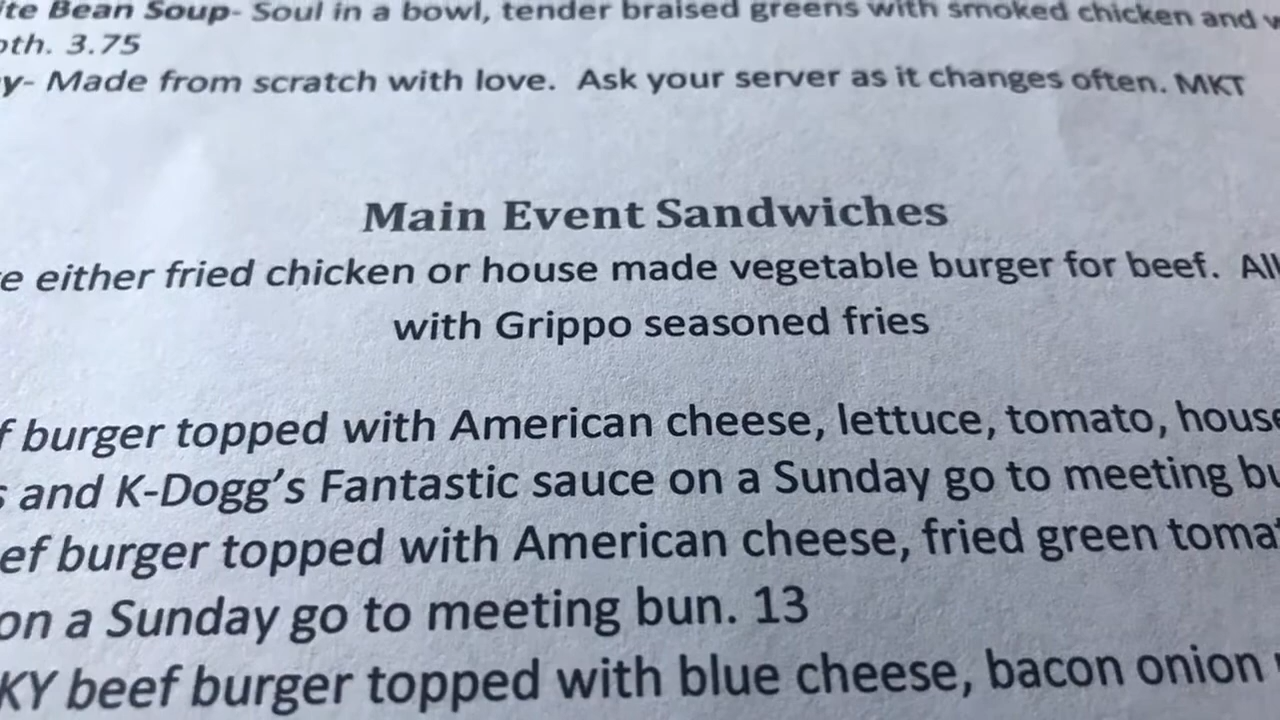 Bean Soup- Soul in a bowl, tender braised greens with smoked chicken and
3.75
Made from scratch with love. Ask your server as it changes often. MKT
Main Event Sandwiches
either fried chicken or house made vegetable burger for beef. All
with Grippo seasoned fries
burger topped with American cheese, lettuce, tomato, house
and K-Dogg's Fantastic sauce on a Sunday go to meeting
burger topped with American cheese, fried green
on a Sunday go to meeting bun. 13
KY beef burger topped with blue cheese, bacon onion